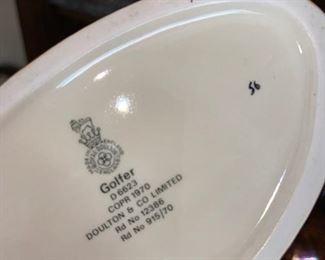 56
Golfer
D 6623
COPR 1970
DOULTON & CO LIMITED
Rd No 12386
Rd No 915/70